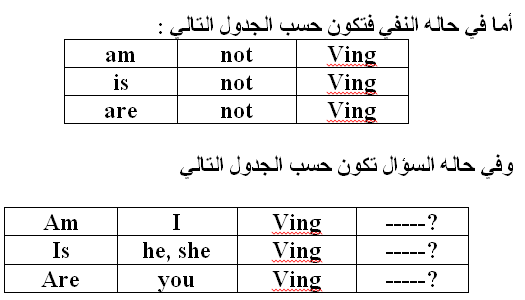 أما في حاله النفي فتكون حسب الجدول التالي :
am not Ving
is not Ving
are not Ving
وفي حاله السؤال تكون حسب الجدول التالي
Am I Ving -----?
Is he, she Ving -----?
Are you Ving -----?